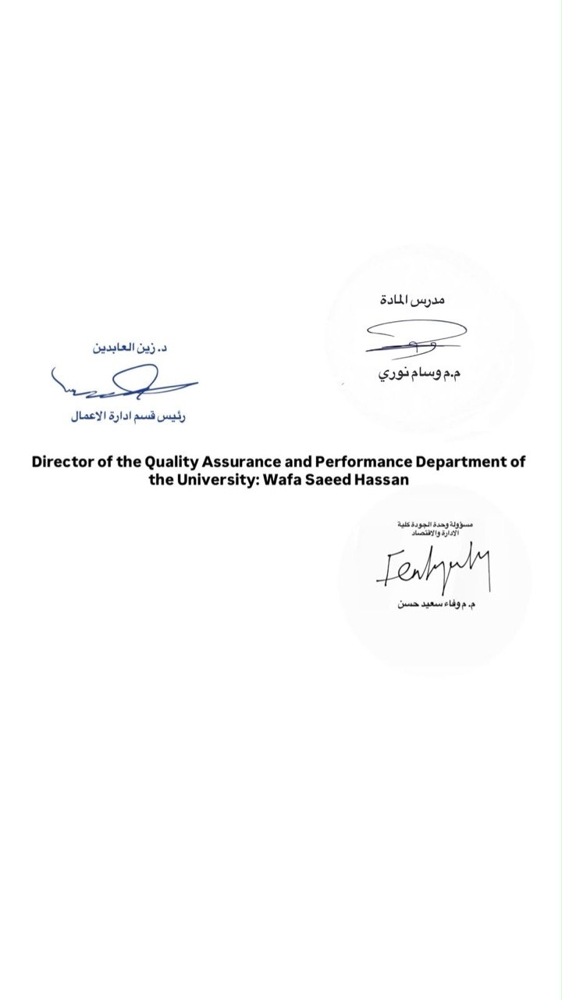 مدرس المادة
م.م وسام نوري
د. زين العابدين
رئيس قسم ادارة الاعمال
Director of the Quality Assurance and Performance Department of
the University: Wafa Saeed Hassan
مسؤولة وحدة الجودة كلية
الادارة والاقتصاد
م. م وفاء سعيد حسن